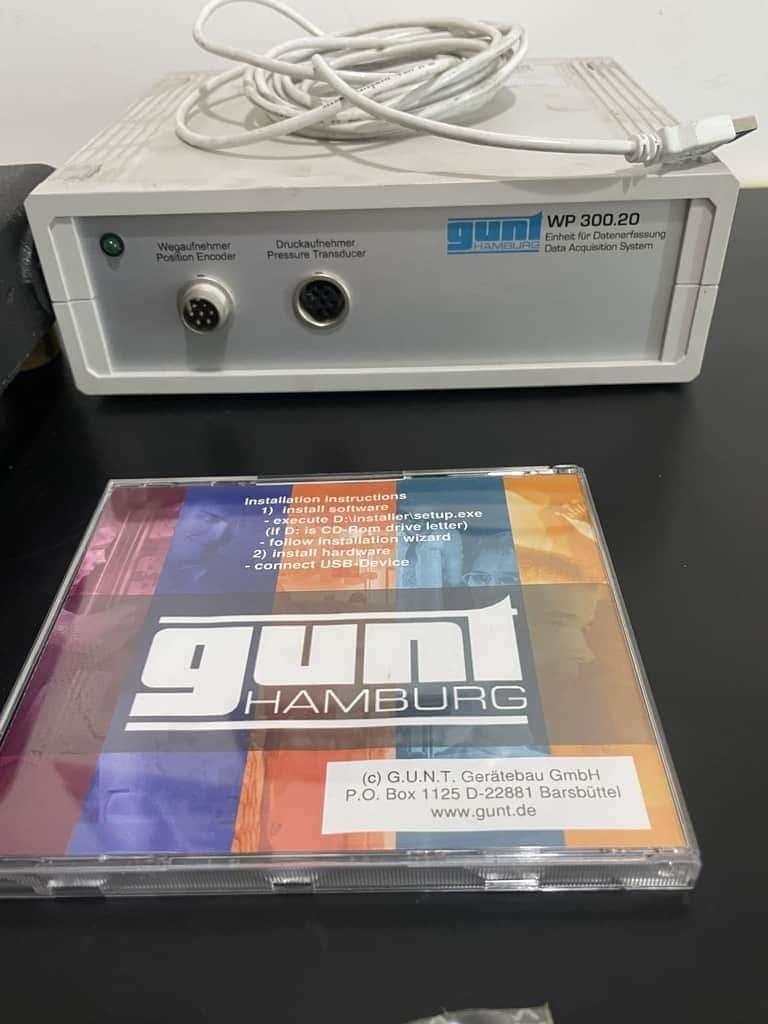 Wegaufnehmer
Position Encoder
Druckaufnehmer
Pressure Transducer
gunt
HAMBURG
WP 300.20
Einheit für Datenerfassung
Data Acquisition System
Installation instructions
1) install software
- execute D:\installer\setup.exe
(if D: is CD-Rom drive letter)
- follow installation wizard
2) install hardware
- connect USB-Device
gunt
HAMBURG
(c) G.U.N.T. Gerätebau GmbH
P.O. Box 1125 D-22881 Barsbüttel
www.gunt.de